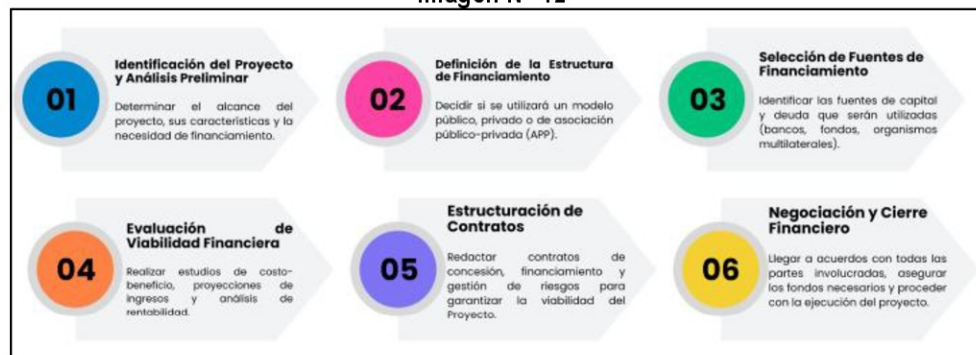 01
Identificación del Proyecto
y Análisis Preliminar
Determinar el alcance del
proyecto, sus características y la
necesidad de financiamiento.
02
Definición de la Estructura
de Financiamiento
Decidir si se utilizará un modelo
público, privado o de asociación
público-privada (APP).
03
Selección de Fuentes de
Financiamiento
Identificar las fuentes de capital
y deuda que serán utilizadas
(bancos, fondos, organismos
multilaterales).
04
Evaluación de
Viabilidad Financiera
Realizar estudios de costo-
beneficio, proyecciones de
ingresos y análisis de
rentabilidad.
05
Estructuración de
Contratos
Redactar contratos de
concesión, financiamiento y
gestión de riesgos para
garantizar la viabilidad del
Proyecto.
06
Negociación y Cierre
Financiero
Llegar a acuerdos con todas las
partes involucradas, asegurar
los fondos necesarios y proceder
con la ejecución del proyecto.